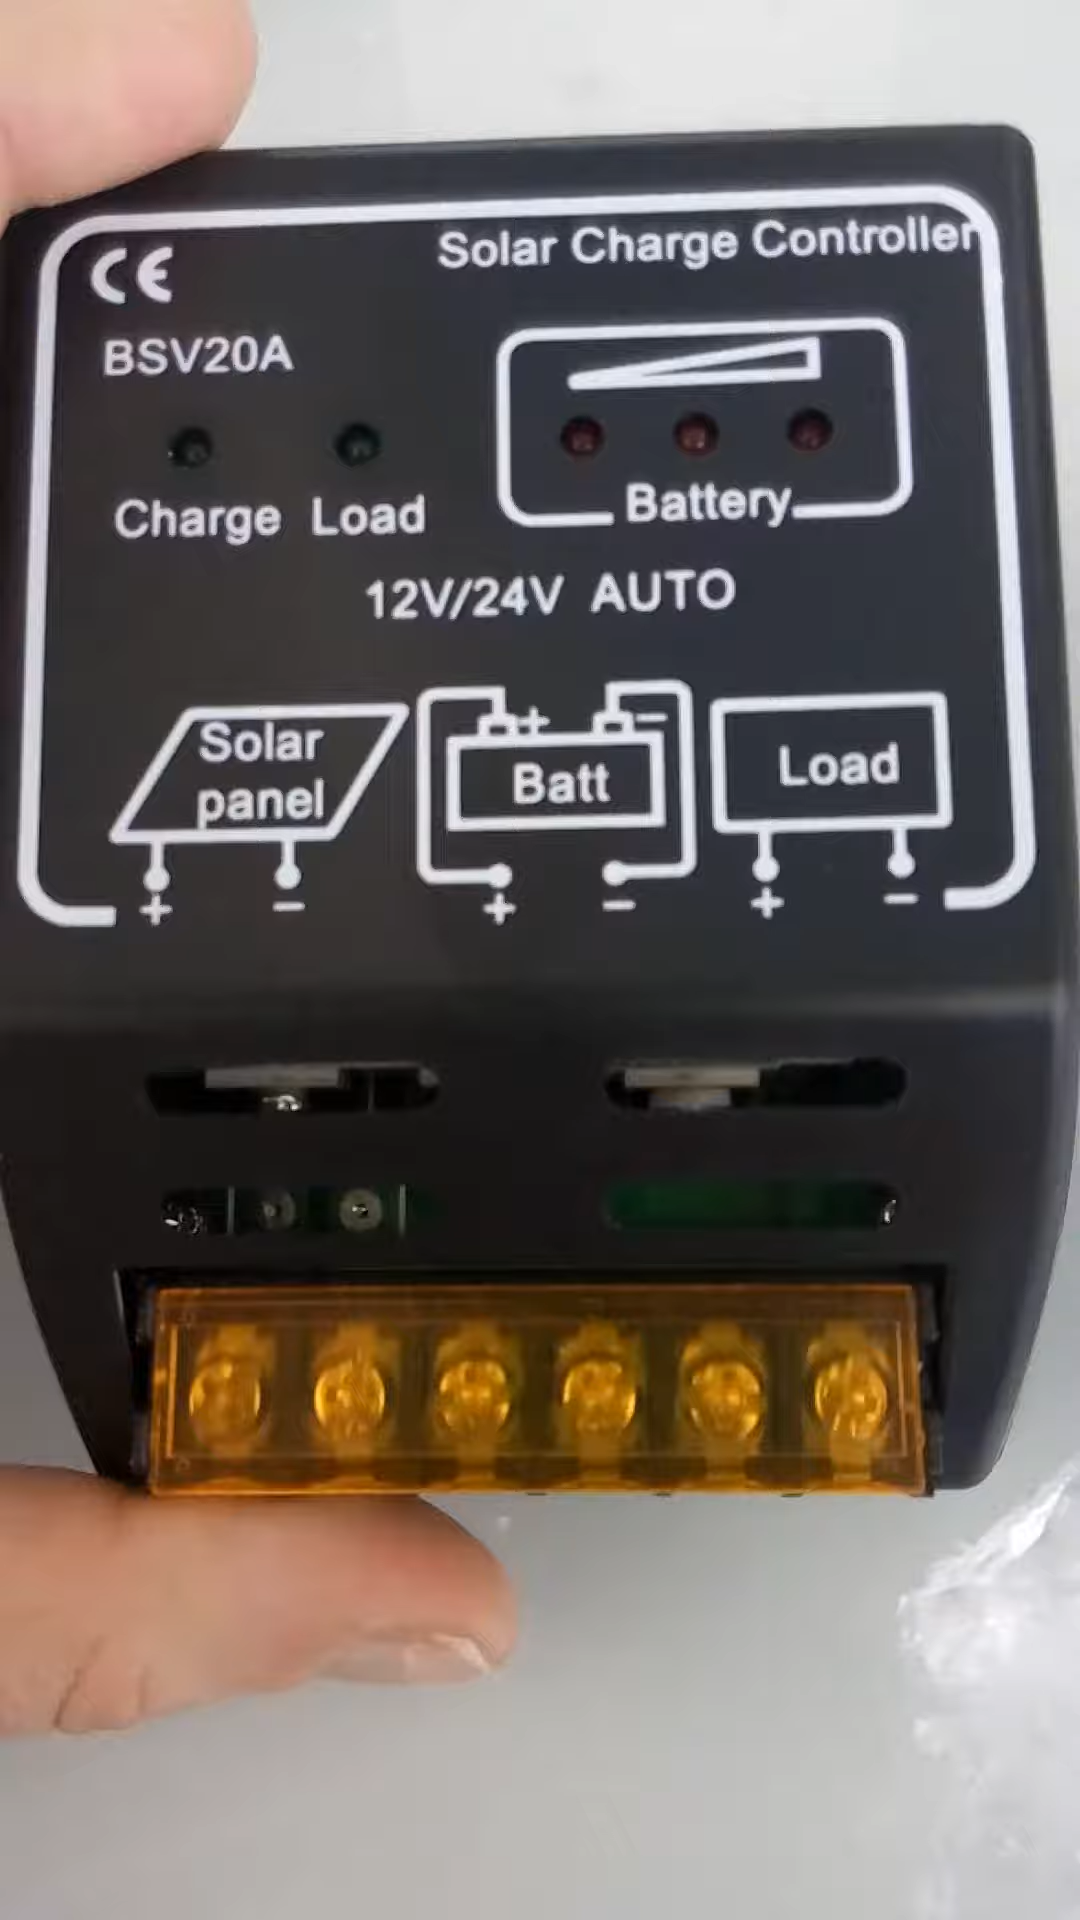 CE
Solar Charge Controller
BSV20A
Charge Load
Battery
12V/24V AUTO
Solar
panel
+ -
Batt
+ -
+ -
Load
+ -